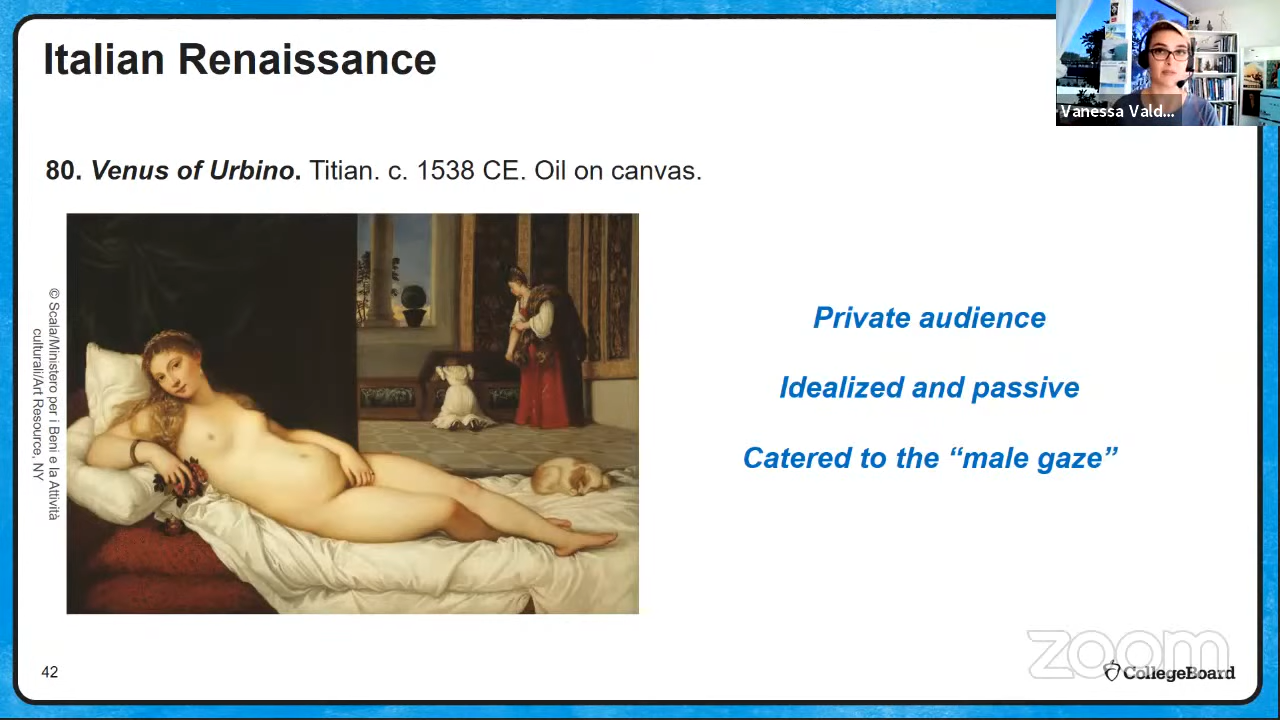 Italian Renaissance
Vanessa Vald...
80. Venus of Urbino. Titian. c. 1538 CE. Oil on canvas.
© Scala/Ministero per i Beni e la Attività
culturali/Art Resource, NY
Private audience
Idealized and passive
Catered to the “male gaze”
42
zoom
CollegeBoard